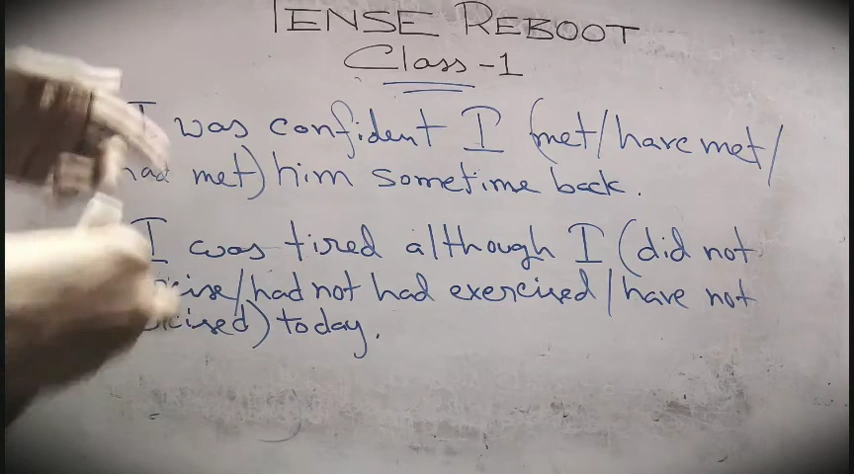 TENSE REBOOT
Class -1
I was confident I (met/have met/
had met) him sometime back.
I was tired although I (did not
/had not had exercised/have not
) today.